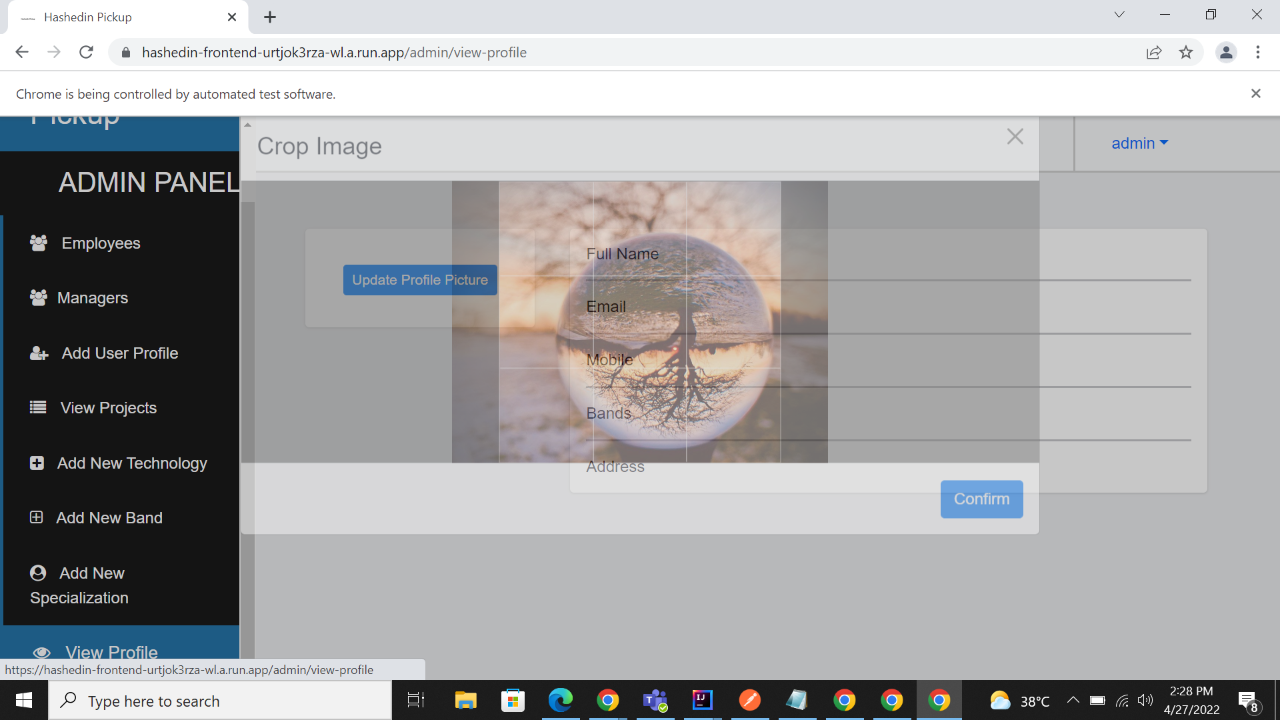 Hashedin Pickup
hashedin-frontend-urtjok3rza-wl.a.run.app/admin/view-profile
Chrome is being controlled by automated test software.
Pickup
ADMIN PANEL
Employees
Managers
Add User Profile
View Projects
Add New Technology
Add New Band
Add New
Specialization
View Profile
Crop Image
admin
Update Profile Picture
Full Name
Email
Mobile
Bands
Address
Confirm
https://hashedin-frontend-urtjok3rza-wl.a.run.app/admin/view-profile
Type here to search
38°C
2:28 PM
4/27/2022
8